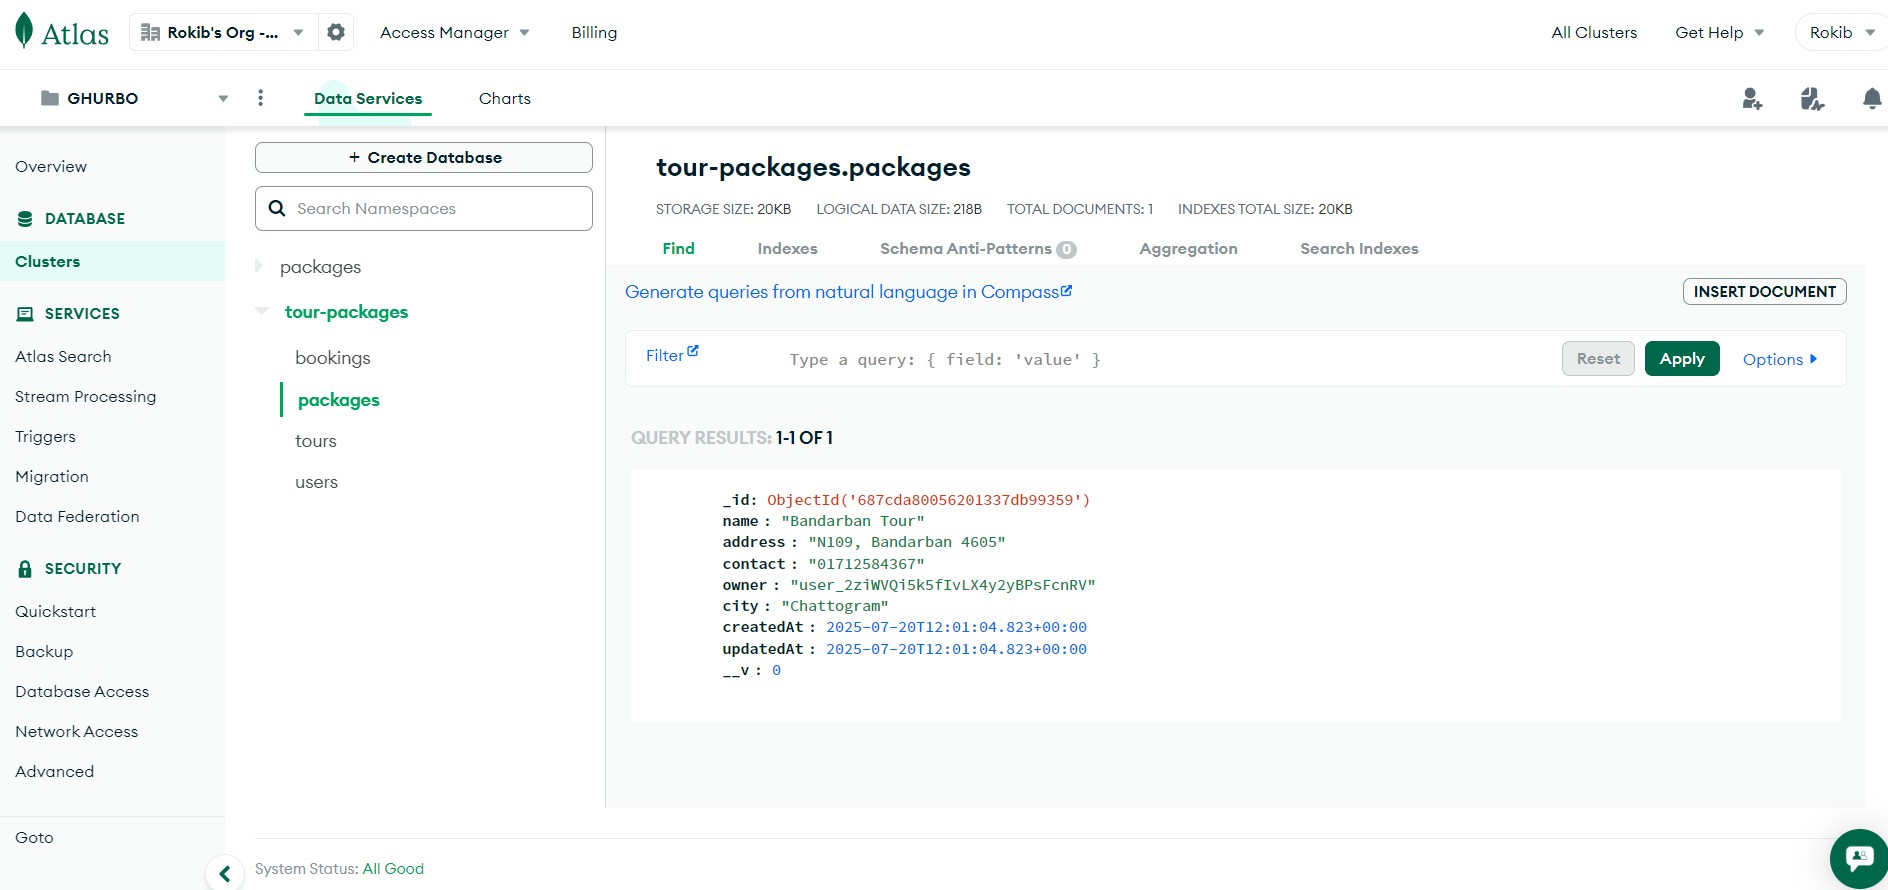 Atlas
Rokib's Org -...
Access Manager
Billing
All Clusters
Get Help
Rokib
GHURBO
Data Services
Charts
Overview
DATABASE
Clusters
SERVICES
Atlas Search
Stream Processing
Triggers
Migration
Data Federation
SECURITY
Quickstart
Backup
Database Access
Network Access
Advanced
Goto
+ Create Database
Search Namespaces
packages
tour-packages
bookings
packages
tours
users
tour-packages.packages
STORAGE SIZE: 20KB LOGICAL DATA SIZE: 218B TOTAL DOCUMENTS: 1 INDEXES TOTAL SIZE: 20KB
Find Indexes Schema Anti-Patterns 0 Aggregation Search Indexes
Generate queries from natural language in Compass
INSERT DOCUMENT
Filter
Type a query: { field: 'value' }
Reset
Apply
Options
QUERY RESULTS: 1-1 OF 1
_id: ObjectId('687cda80056201337db99359')
name : "Bandarban Tour"
address : "N109, Bandarban 4605"
contact : "01712584367"
owner : "user_2ziWVQi5k5fIvLX4y2yBPsFcnRV"
city : "Chattogram"
createdAt : 2025-07-20T12:01:04.823+00:00
updatedAt : 2025-07-20T12:01:04.823+00:00
__v : 0
System Status: All Good